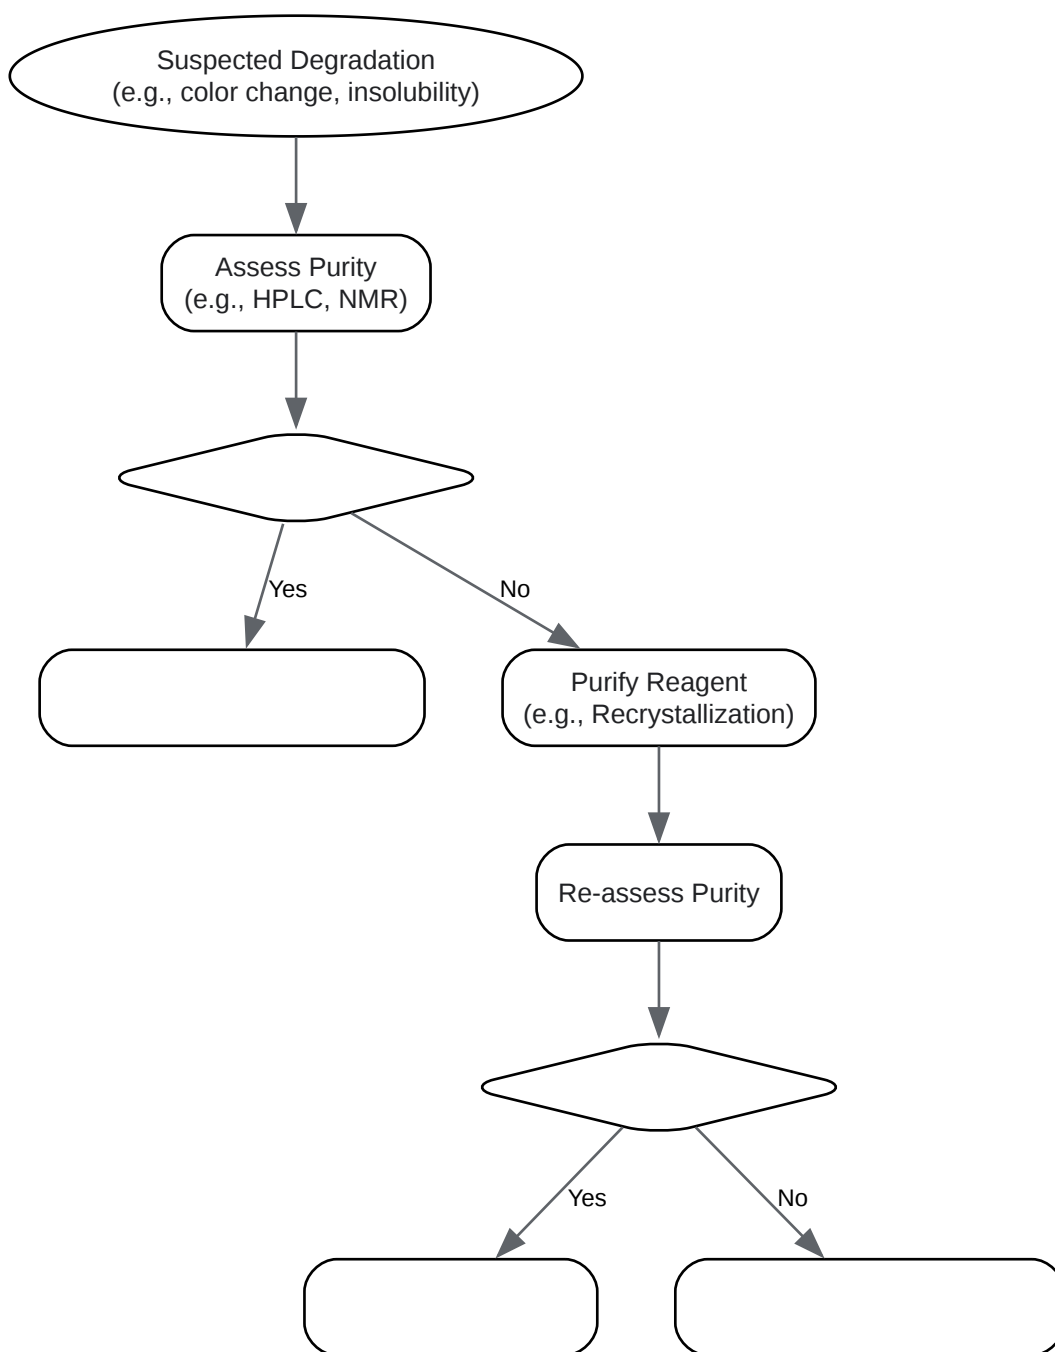 Suspected Degradation
(e.g., color change, insolubility)
Assess Purity
(e.g., HPLC, NMR)
Yes
No
Purify Reagent
(e.g., Recrystallization)
Re-assess Purity
Yes
No